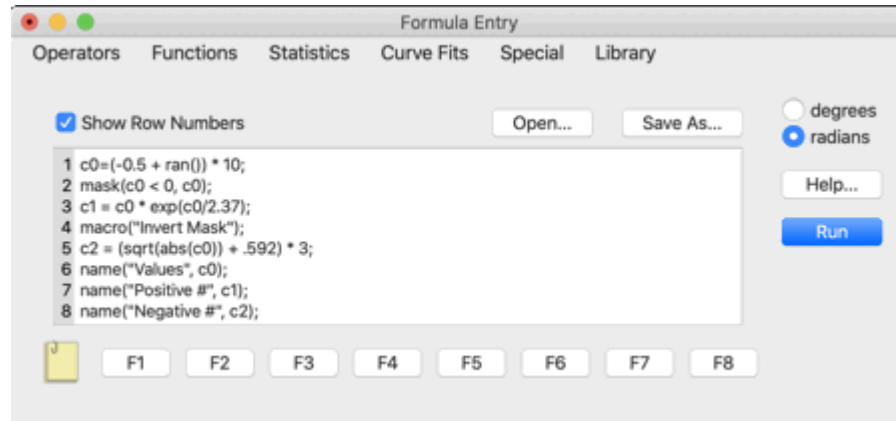 Formula Entry
Operators Functions Statistics Curve Fits Special Library
Show Row Numbers Open... Save As...
degrees
radians
1 c0=(-0.5 + ran()) * 10;
2 mask(c0 < 0, c0);
3 c1 = c0 * exp(c0/2.37);
4 macro("Invert Mask");
5 c2 = (sqrt(abs(c0)) + .592) * 3;
6 name("Values", c0);
7 name("Positive #", c1);
8 name("Negative #", c2);
Help...
Run
F1 F2 F3 F4 F5 F6 F7 F8